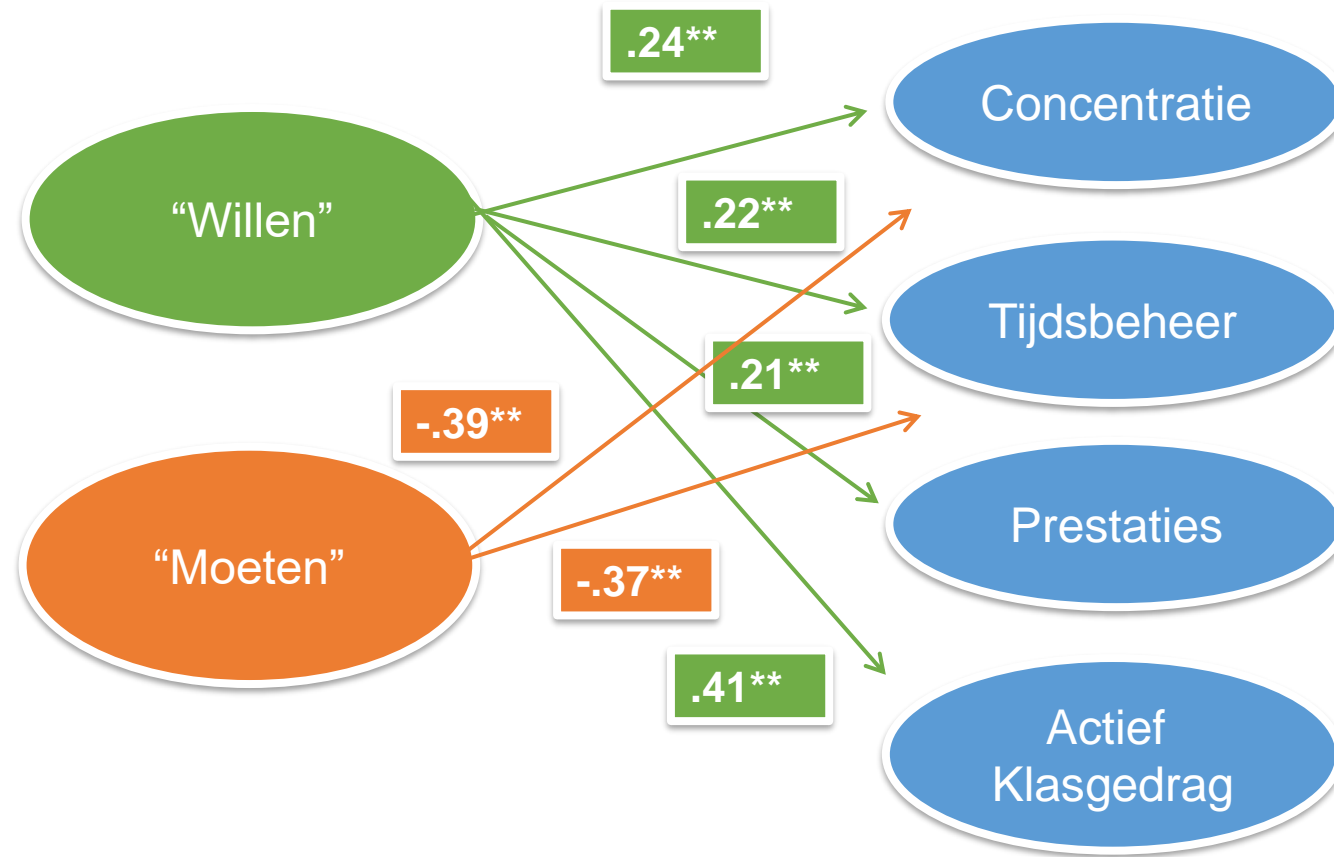 .24**
Concentratie
“Willen”
.22**
Tijdsbeheer
.21**
-.39**
Prestaties
“Moeten”
-.37**
.41**
Actief
Klasgedrag